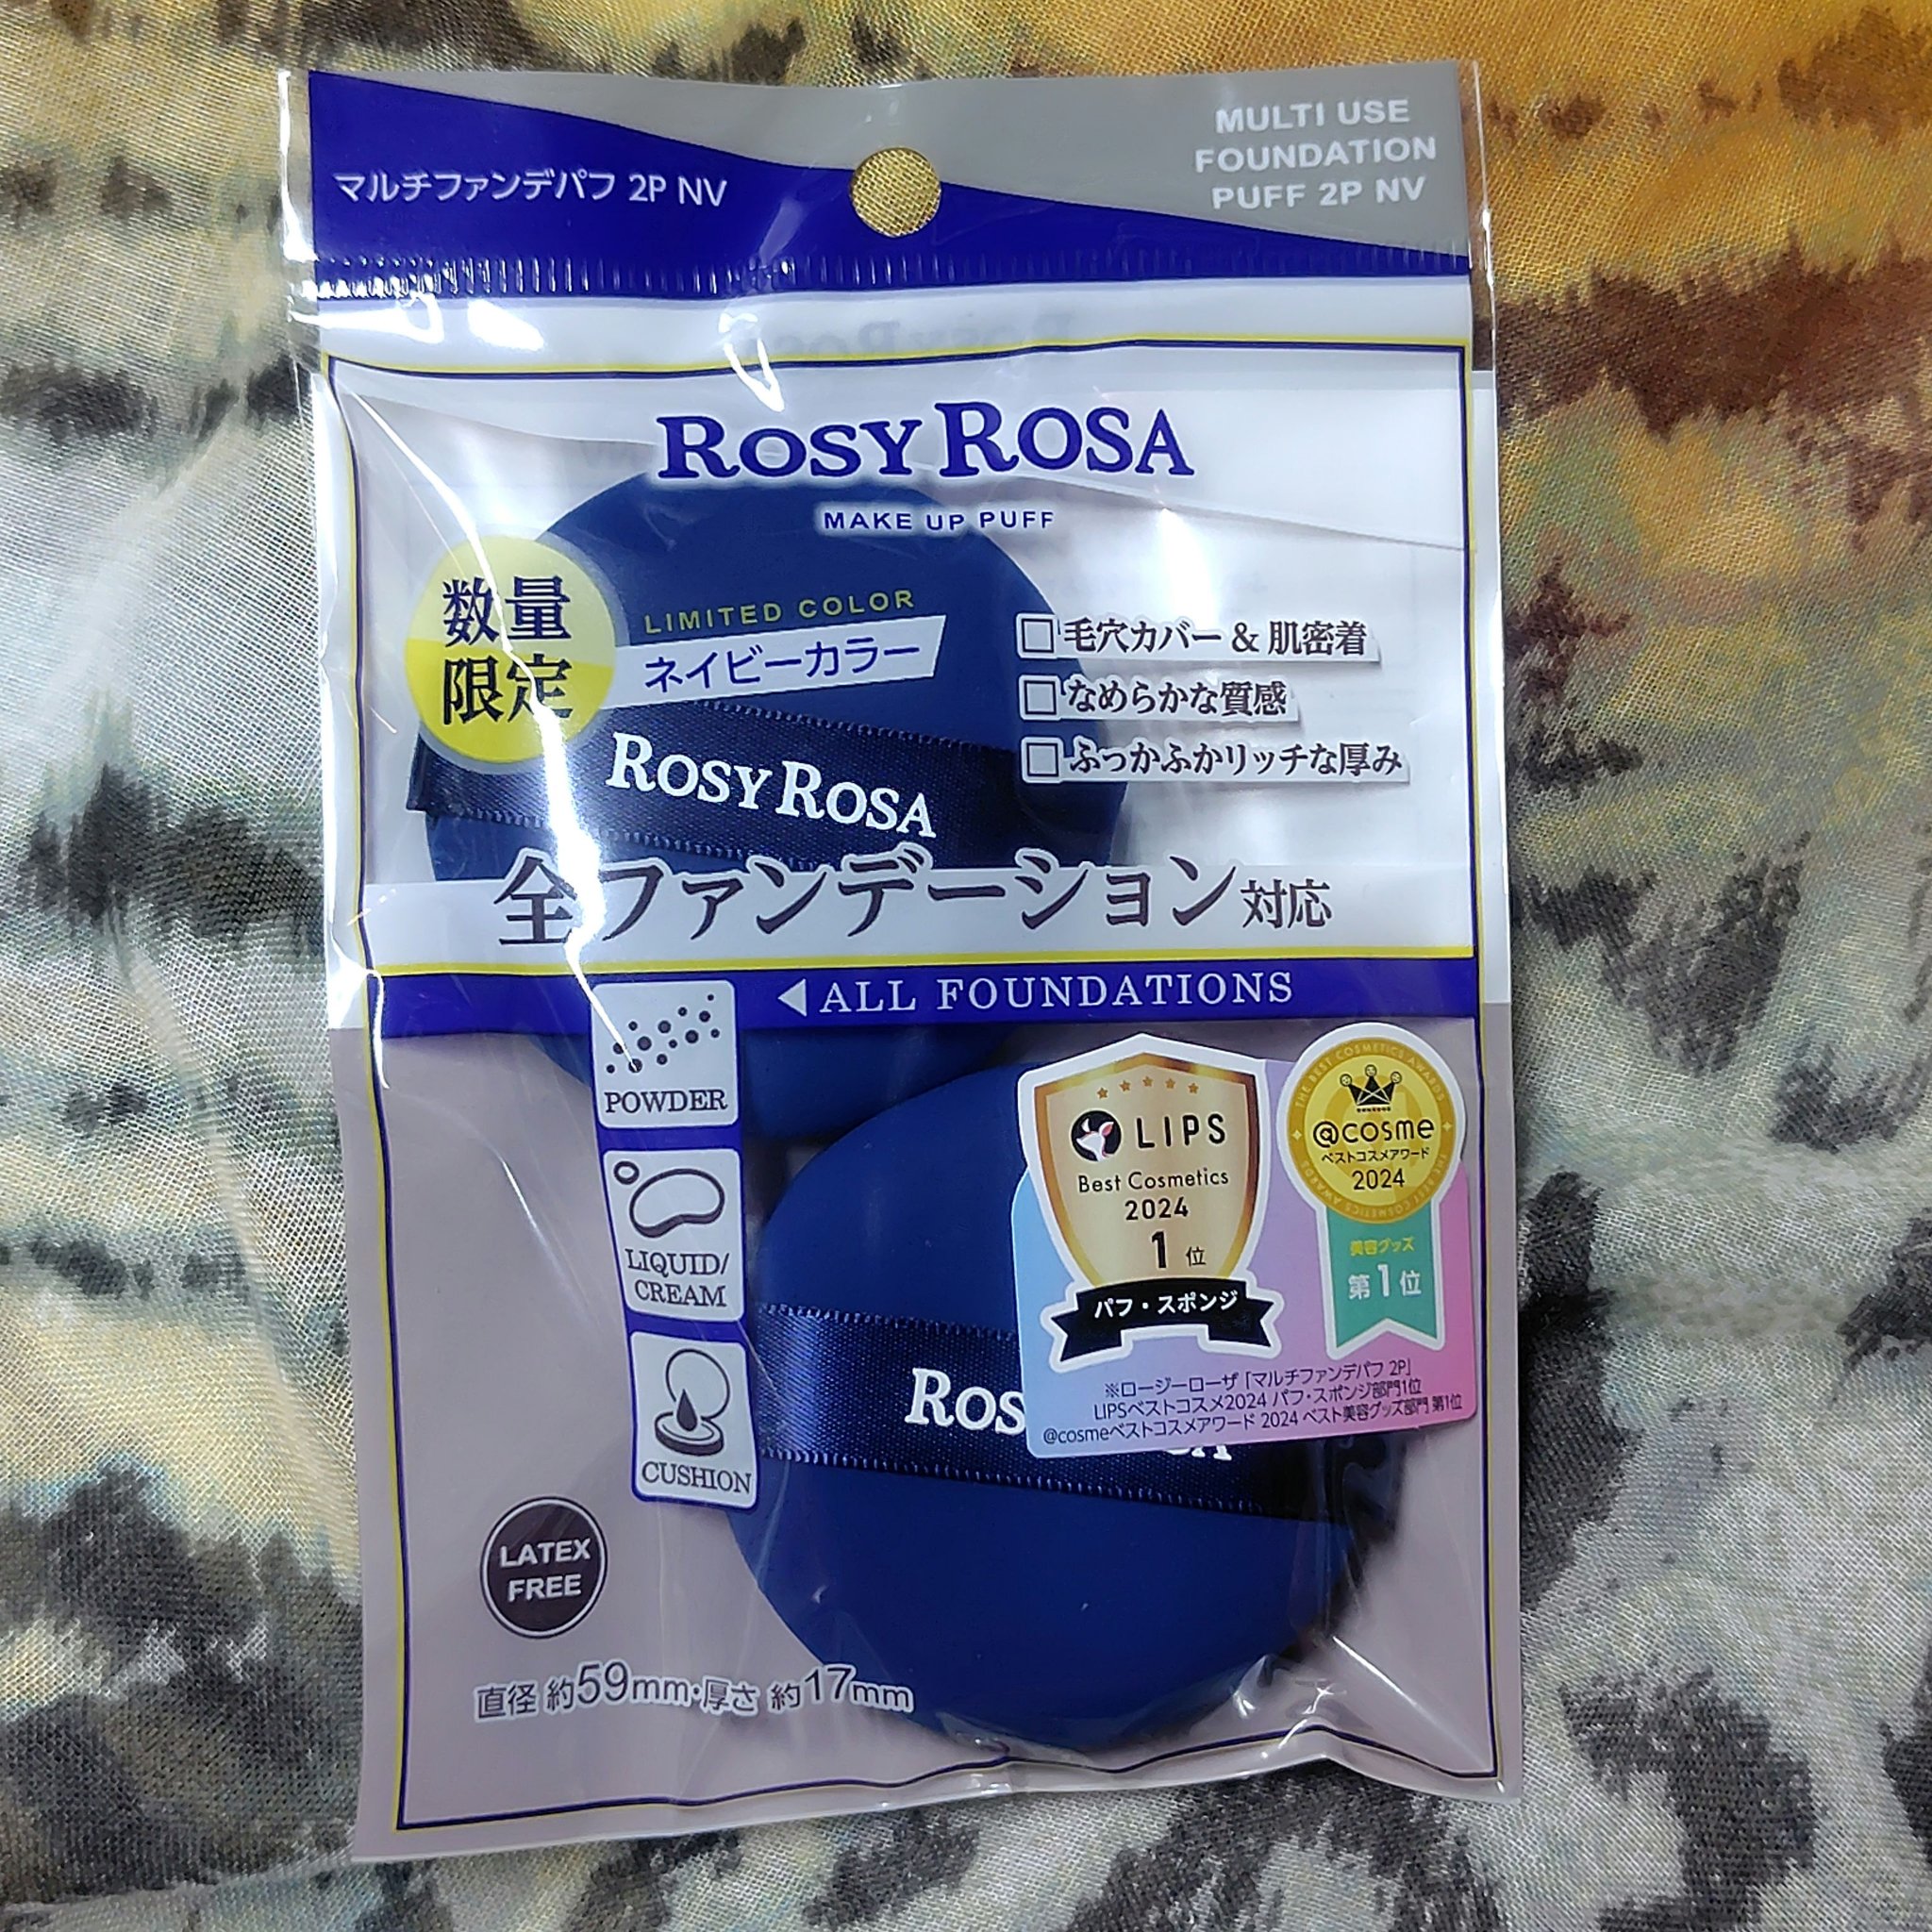 マルチファンデパフ 2P NV
MULTI USE
FOUNDATION
PUFF 2P NV
ROSY ROSA
MAKE UP PUFF
数量
限定
LIMITED COLOR
ネイビーカラー
毛穴カバー & 肌密着
なめらかな質感
ふっかふかリッチな厚み
ROSY ROSA
全ファンデーション対応
ALL FOUNDATIONS
POWDER
LIQUID/
CREAM
CUSHION
LIPS
Best Cosmetics
2024
1位
パフ・スポンジ
THE BEST COSMETICS AWARDS
@cosme
ベストコスメアワード
2024
美容グッズ
第1位
※ロージーローザ「マルチファンデパフ 2P」
LIPSベストコスメ2024 パフ・スポンジ部門1位
@cosmeベストコスメアワード 2024 ベスト美容グッズ部門 第1位
ROS
LATEX
FREE
直径 約59mm・厚さ 約17mm